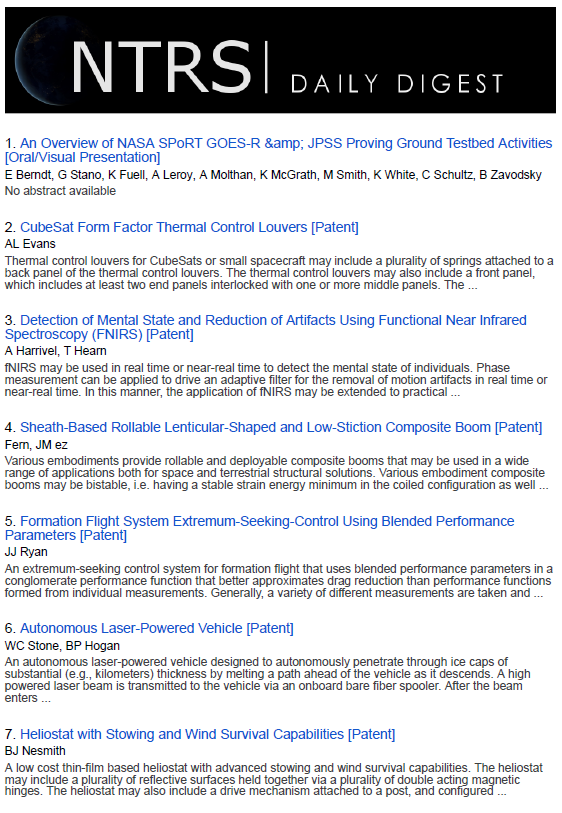 NTRS| DAILY DIGEST
1. An Overview of NASA SPoRT GOES-R &amp; JPSS Proving Ground Testbed Activities
[Oral/Visual Presentation]
E Berndt, G Stano, K Fuell, A Leroy, A Molthan, K McGrath, M Smith, K White, C Schultz, B Zavodsky
No abstract available
2. CubeSat Form Factor Thermal Control Louvers [Patent]
AL Evans
Thermal control louvers for CubeSats or small spacecraft may include a plurality of springs attached to a
back panel of the thermal control louvers. The thermal control louvers may also include a front panel,
which includes at least two end panels interlocked with one or more middle panels. The ...
3. Detection of Mental State and Reduction of Artifacts Using Functional Near Infrared
Spectroscopy (FNIRS) [Patent]
A Harrivel, T Hearn
fNIRS may be used in real time or near-real time to detect the mental state of individuals. Phase
measurement can be applied to drive an adaptive filter for the removal of motion artifacts in real time or
near-real time. In this manner, the application of fNIRS may be extended to practical ...
4. Sheath-Based Rollable Lenticular-Shaped and Low-Stiction Composite Boom [Patent]
Fern, JM ez
Various embodiments provide rollable and deployable composite booms that may be used in a wide
range of applications both for space and terrestrial structural solutions. Various embodiment composite
booms may be bistable, i.e. having a stable strain energy minimum in the coiled configuration as well ...
5. Formation Flight System Extremum-Seeking-Control Using Blended Performance
Parameters [Patent]
JJ Ryan
An extremum-seeking control system for formation flight that uses blended performance parameters in a
conglomerate performance function that better approximates drag reduction than performance functions
formed from individual measurements. Generally, a variety of different measurements are taken and ...
6. Autonomous Laser-Powered Vehicle [Patent]
WC Stone, BP Hogan
An autonomous laser-powered vehicle designed to autonomously penetrate through ice caps of
substantial (e.g., kilometers) thickness by melting a path ahead of the vehicle as it descends. A high
powered laser beam is transmitted to the vehicle via an onboard bare fiber spooler. After the beam
enters ...
7. Heliostat with Stowing and Wind Survival Capabilities [Patent]
BJ Nesmith
A low cost thin-film based heliostat with advanced stowing and wind survival capabilities. The heliostat
may include a plurality of reflective surfaces held together via a plurality of double acting magnetic
hinges. The heliostat may also include a drive mechanism attached to a post, and configured ...